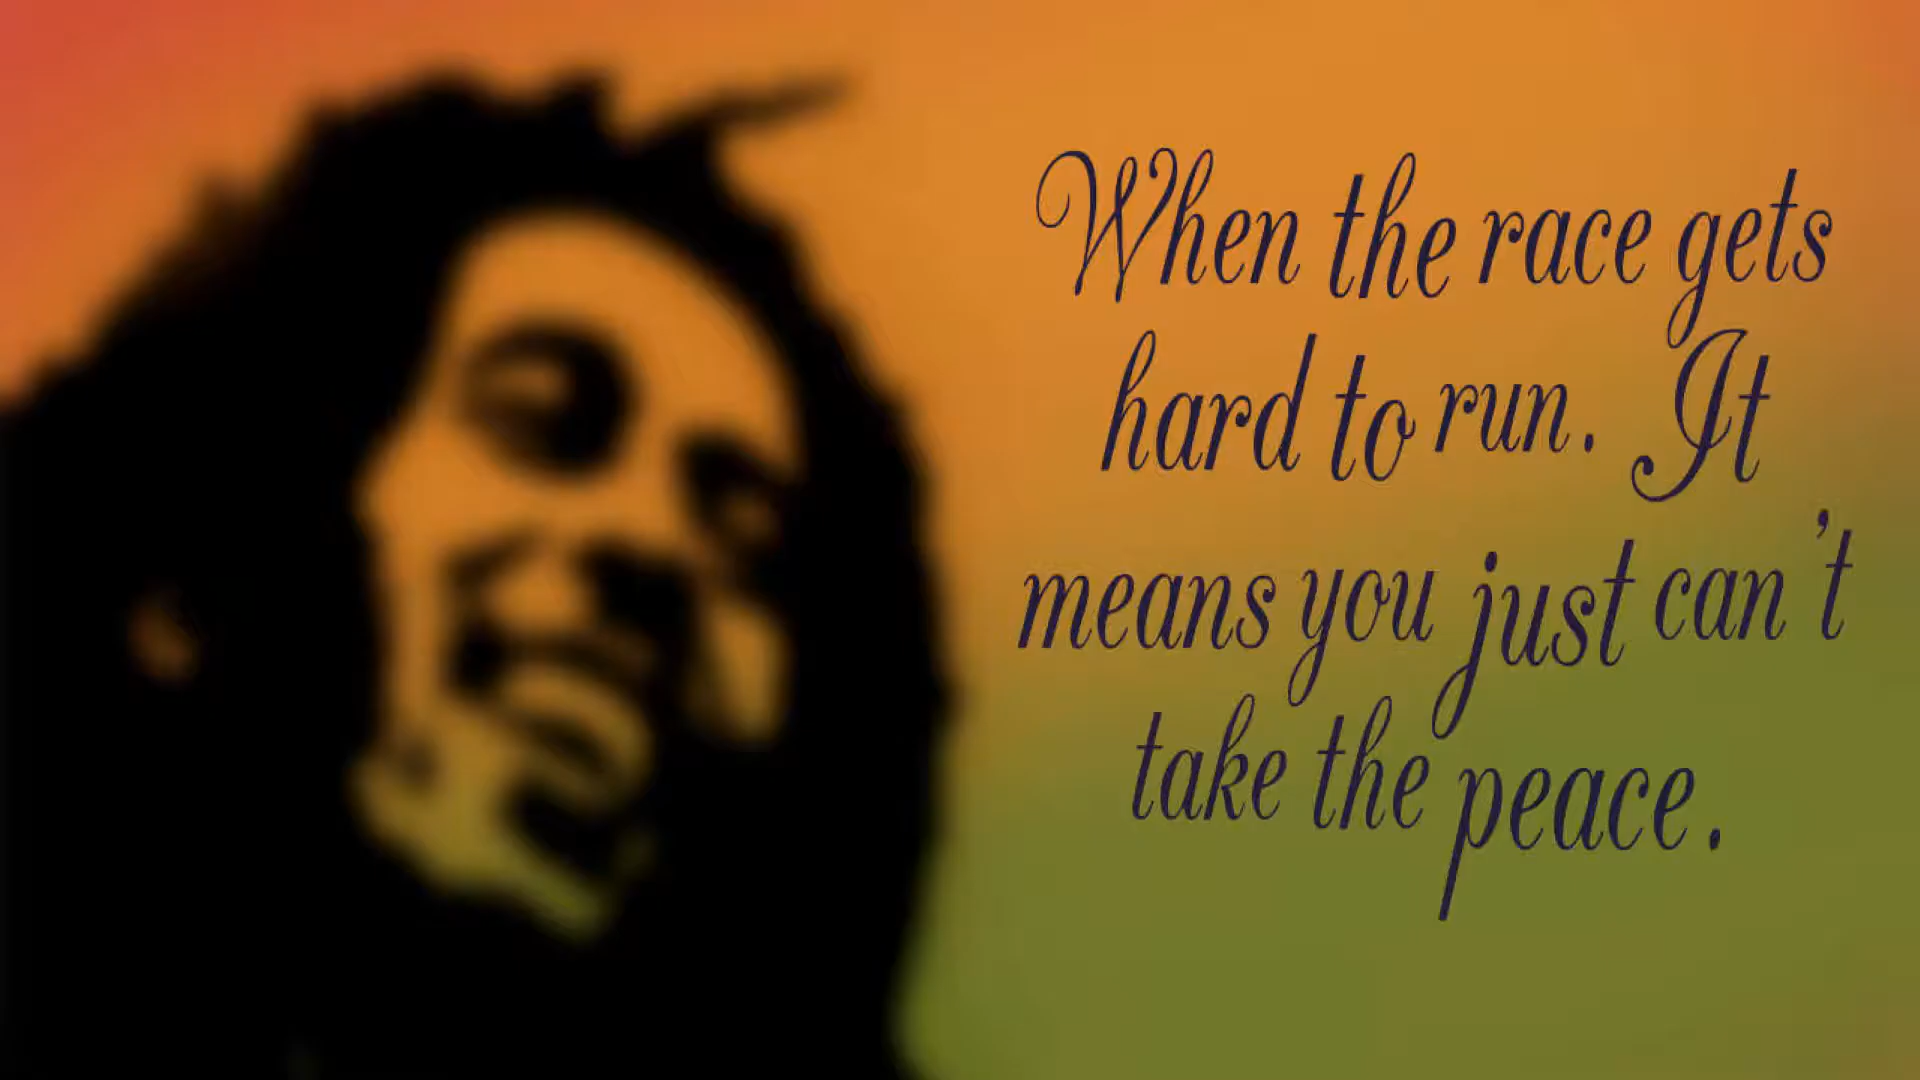 When the race gets
hard to run. It
means you just can't
take the peace.